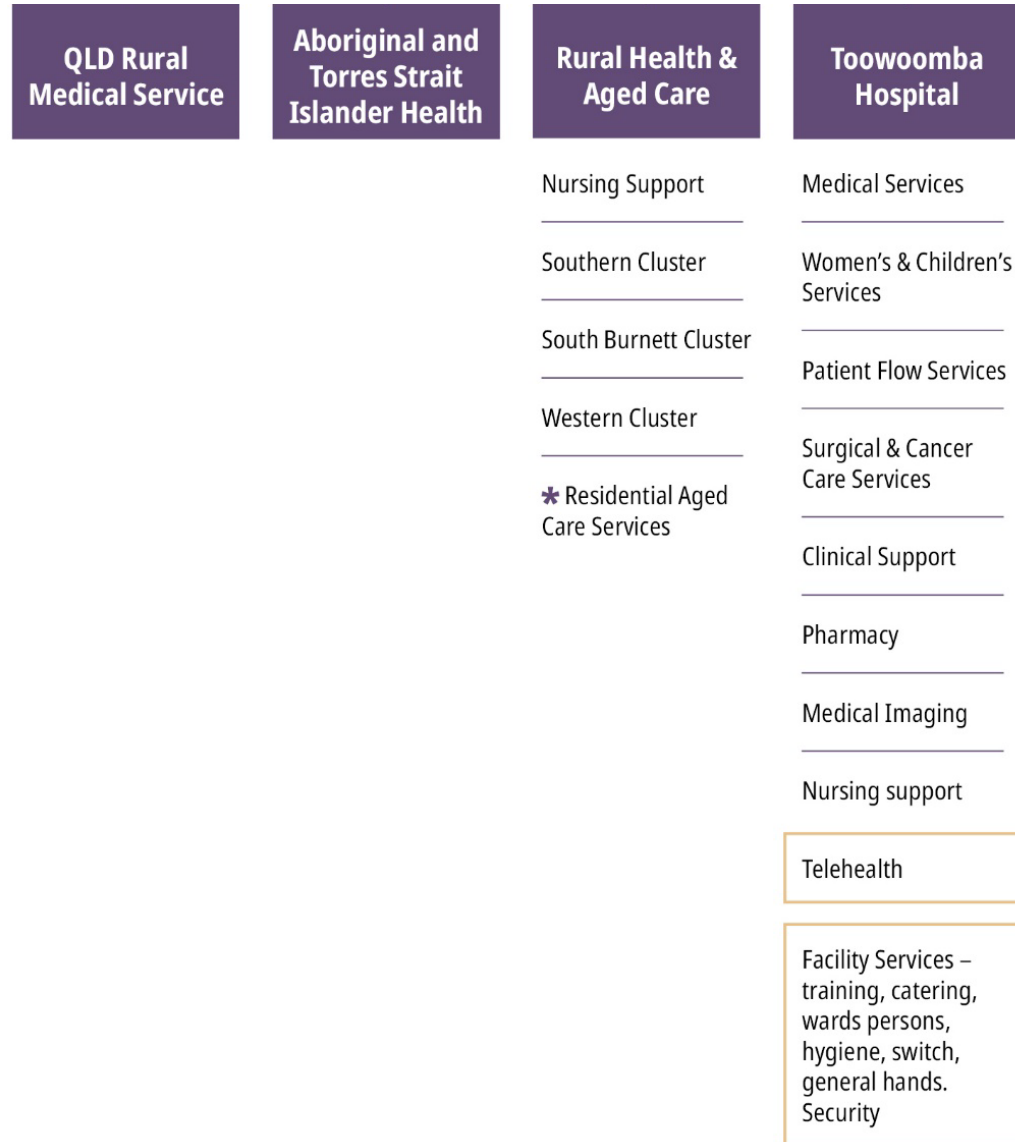 QLD Rural
Medical Service
Aboriginal and
Torres Strait
Islander Health
Rural Health &
Aged Care
Nursing Support
Southern Cluster
South Burnett Cluster
Western Cluster
* Residential Aged
Care Services
Toowoomba
Hospital
Medical Services
Women’s & Children’s
Services
Patient Flow Services
Surgical & Cancer
Care Services
Clinical Support
Pharmacy
Medical Imaging
Nursing support
Telehealth
Facility Services –
training, catering,
wards persons,
hygiene, switch,
general hands.
Security